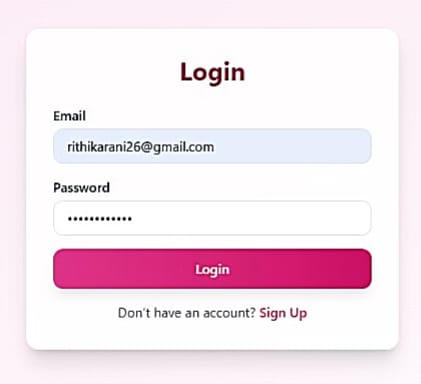 Login
Email
rithikarani26@gmail.com
Password
••••••••••••
Login
Don't have an account? Sign Up